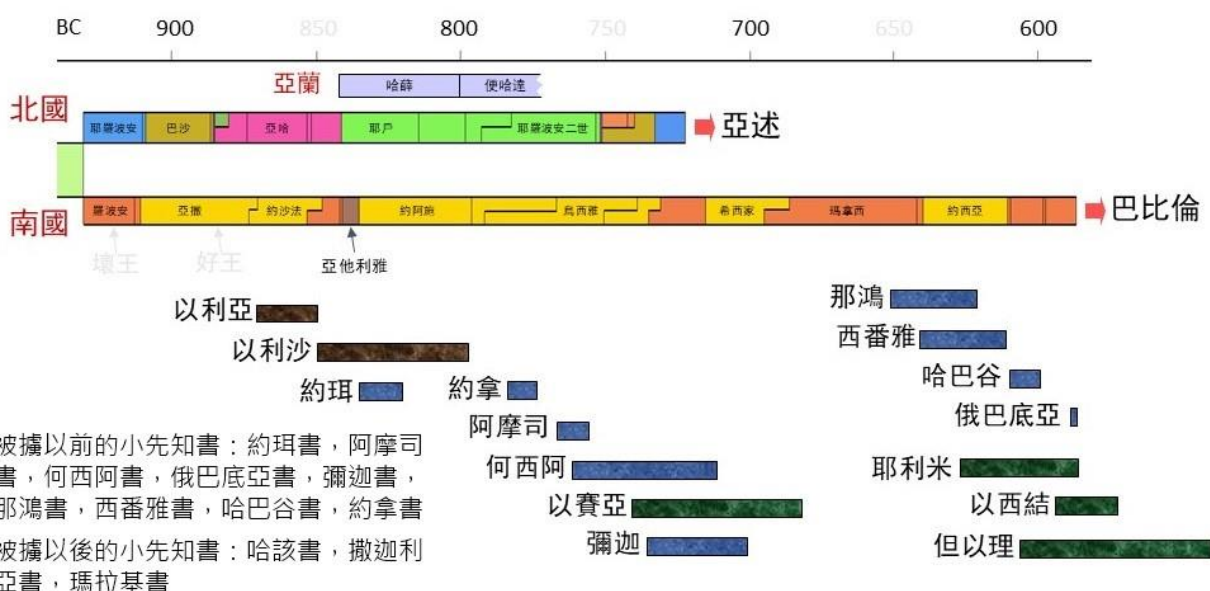 BC 900 850 800 750 700 650 600
亞蘭 哈薛 便哈達
北國 耶羅波安 巴沙 亞哈 耶戶 耶羅波安二世 亞述
南國 羅波安 亞撒 約沙法 約阿施 烏西雅 希西家 瑪拿西 約西亞 巴比倫
壞王 好王 亞他利雅
以利亞
那鴻
以利沙
西番雅
約珥 約拿
哈巴谷
阿摩司
俄巴底亞
何西阿
耶利米
以賽亞
以西結
彌迦
但以理
被擄以前的小先知書：約珥書，阿摩司
書，何西阿書，俄巴底亞書，彌迦書，
那鴻書，西番雅書，哈巴谷書，約拿書
被擄以後的小先知書：哈該書，撒迦利
亞書，瑪拉基書